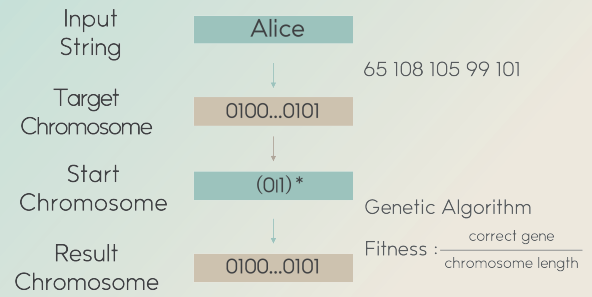 Input
String
Alice
65 108 105 99 101
Target
Chromosome
0100...0101
Start
Chromosome
(0|1)*
Genetic Algorithm
Fitness : correct gene
chromosome length
Result
Chromosome
0100...0101